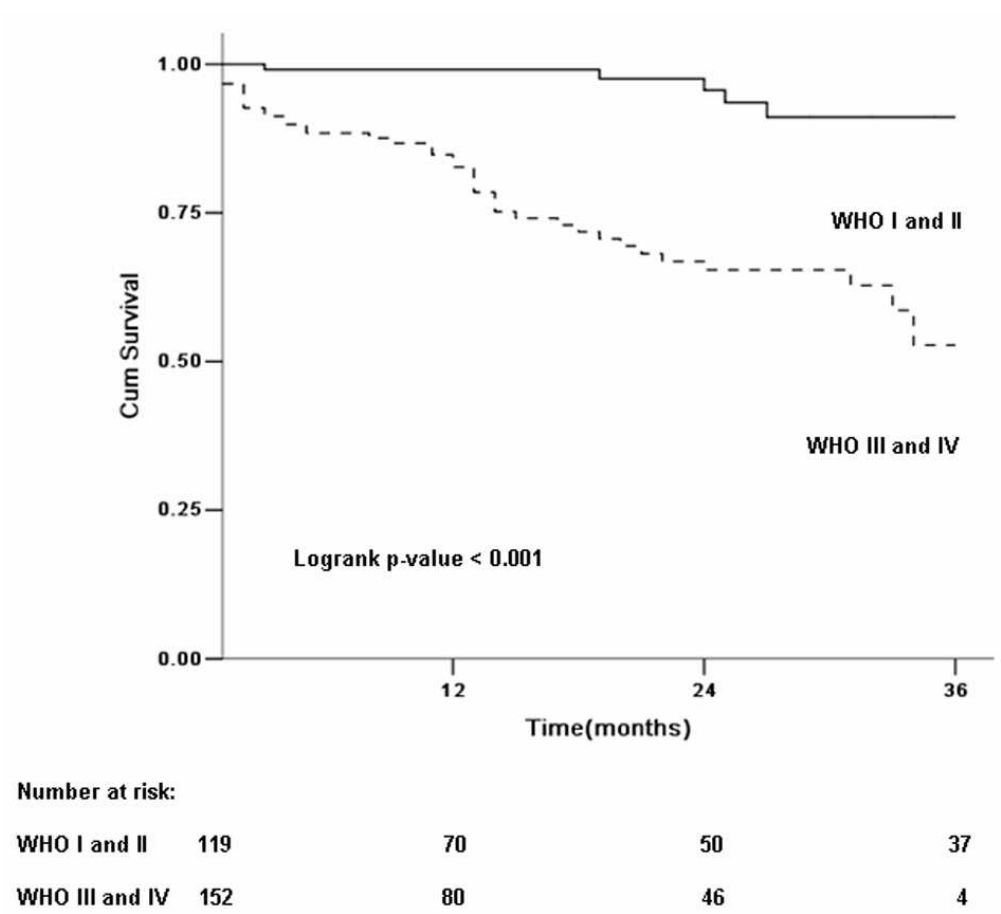 1.00
0.75
0.50
0.25
0.00
Cum Survival
WHO I and II
WHO III and IV
Logrank p-value < 0.001
12 24 36
Time(months)
Number at risk:
WHO I and II 119 70 50 37
WHO III and IV 152 80 46 4